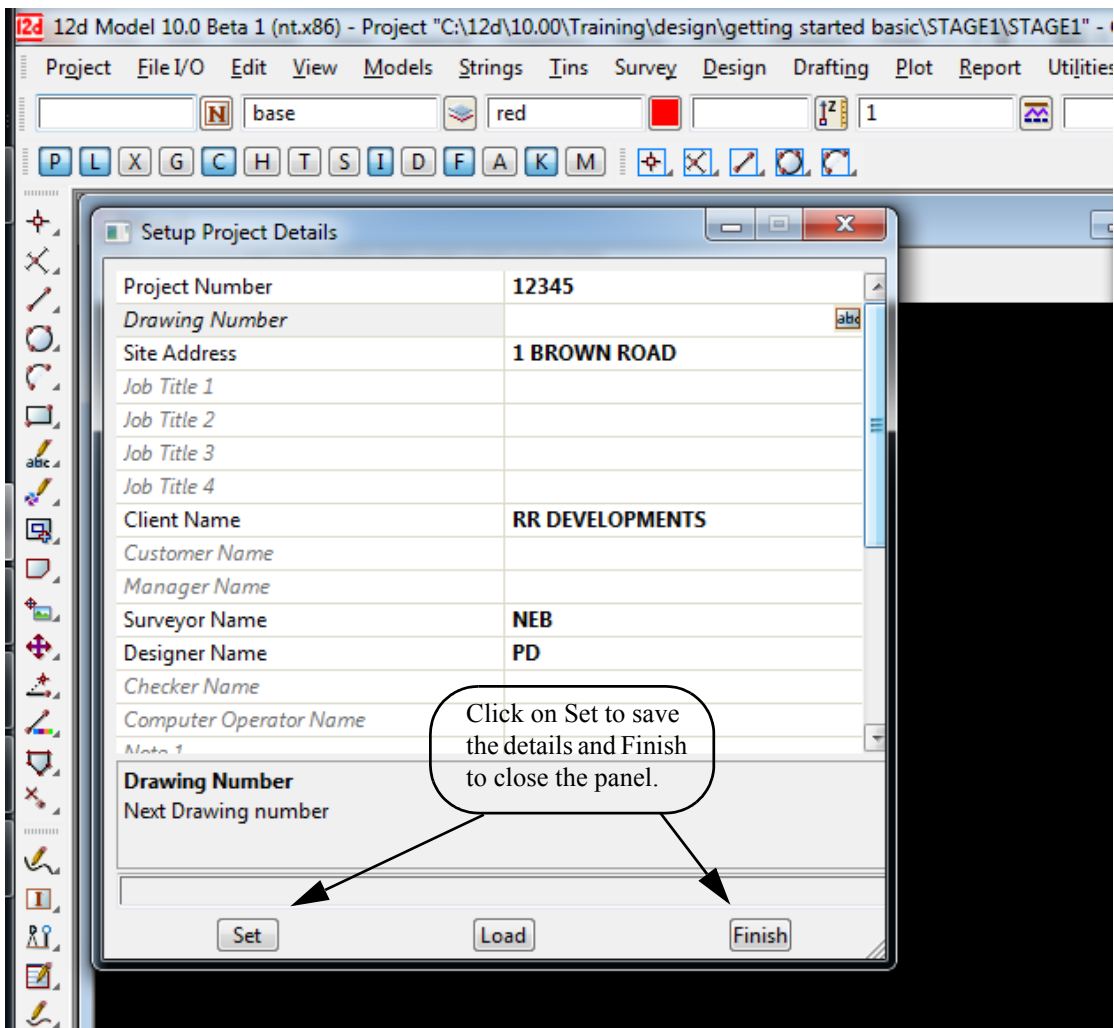 12d 12d Model 10.0 Beta 1 (nt.x86) - Project "C:\12d\10.00\Training\design\getting started basic\STAGE1\STAGE1" -
Project File I/O Edit View Models Strings Tins Survey Design Drafting Plot Report Utilities
N base red 1
P L X G C H T S I D F A K M
Setup Project Details
Project Number 12345
Drawing Number abc
Site Address 1 BROWN ROAD
Job Title 1
Job Title 2
Job Title 3
Job Title 4
Client Name RR DEVELOPMENTS
Customer Name
Manager Name
Surveyor Name NEB
Designer Name PD
Checker Name
Computer Operator Name
Note 1
Click on Set to save
the details and Finish
to close the panel.
Drawing Number
Next Drawing number
Set Load Finish
abc
I